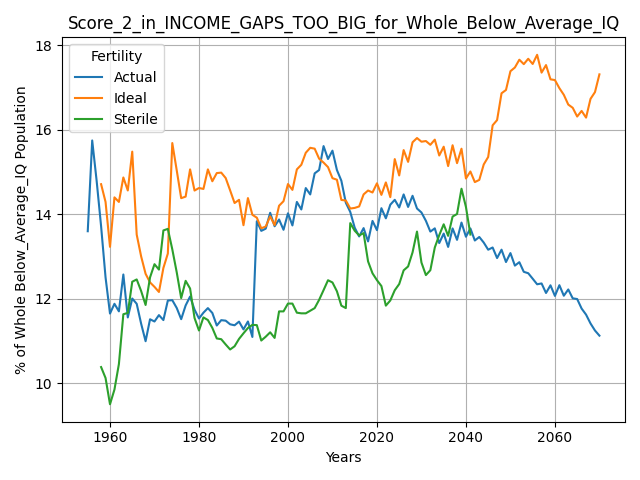 Score_2_in_INCOME_GAPS_TOO_BIG_for_Whole_Below_Average_IQ
Fertility
Actual
Ideal
Sterile
% of Whole Below_Average_IQ Population
18
16
14
12
10
1960
1980
2000
2020
2040
2060
Years